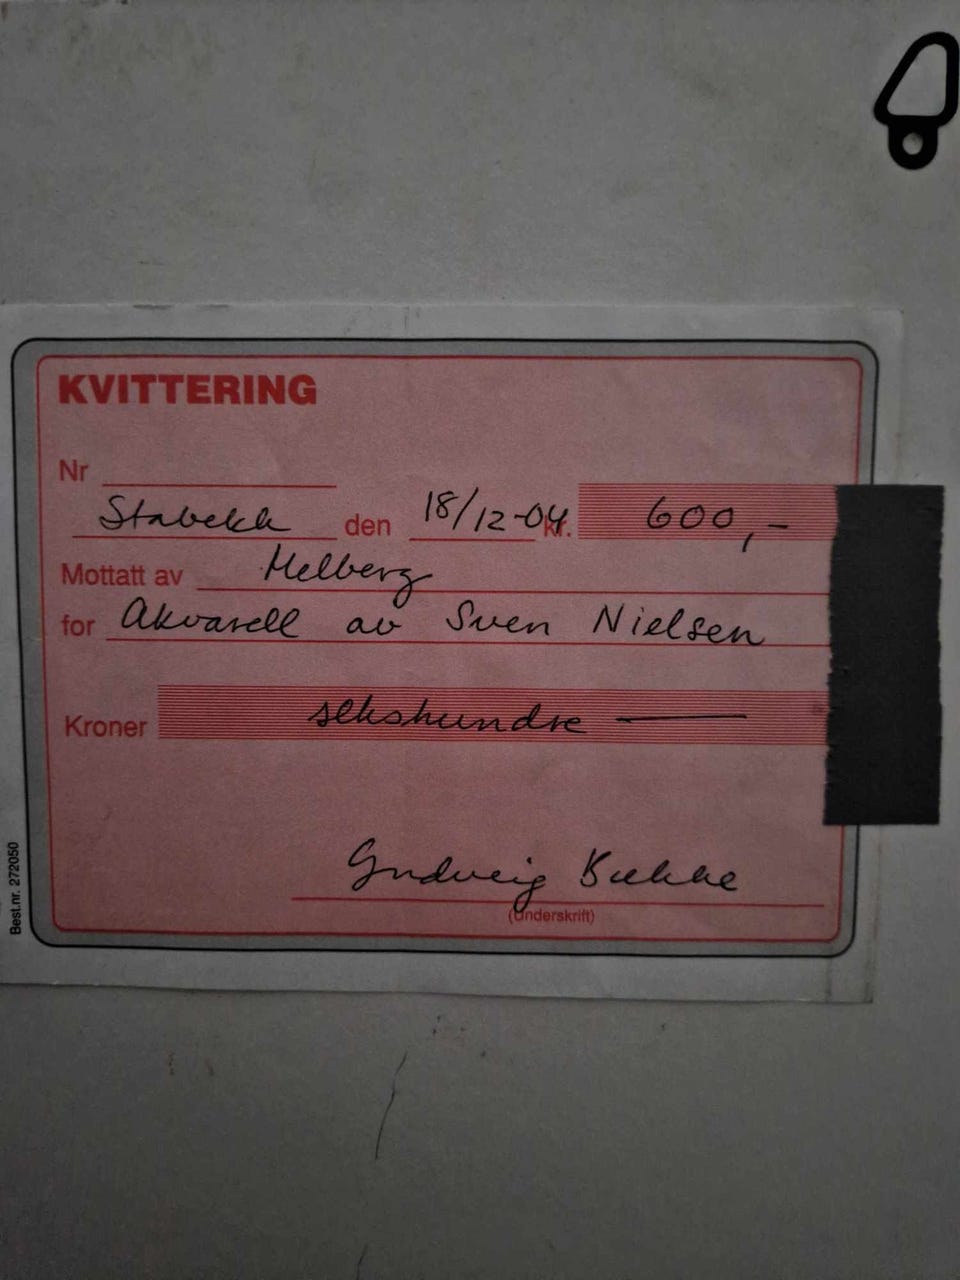 KVITTERING
Nr
Stabekk den 18/12-04 kr. 600,-
Mottatt av Helberg
for Akvarell av Sven Nielsen
Kroner sekshundre —
Gudveig Bakke
(Underskrift)
Best.nr. 272050